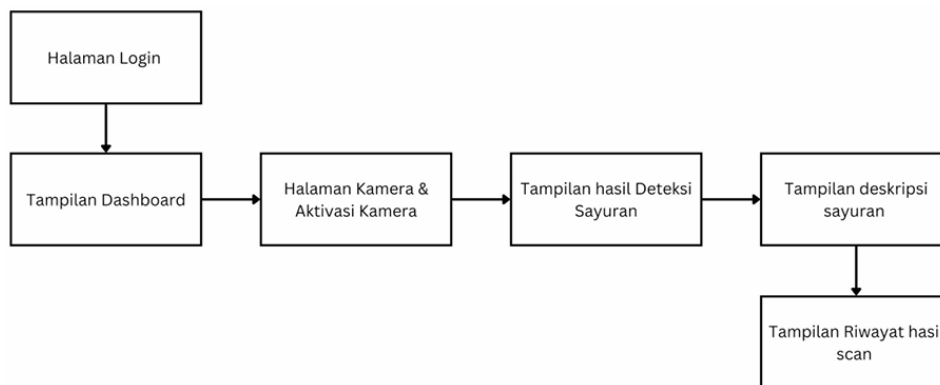 Halaman Login
Tampilan Dashboard
Halaman Kamera &
Aktivasi Kamera
Tampilan hasil Deteksi
Sayuran
Tampilan deskripsi
sayuran
Tampilan Riwayat hasi
scan